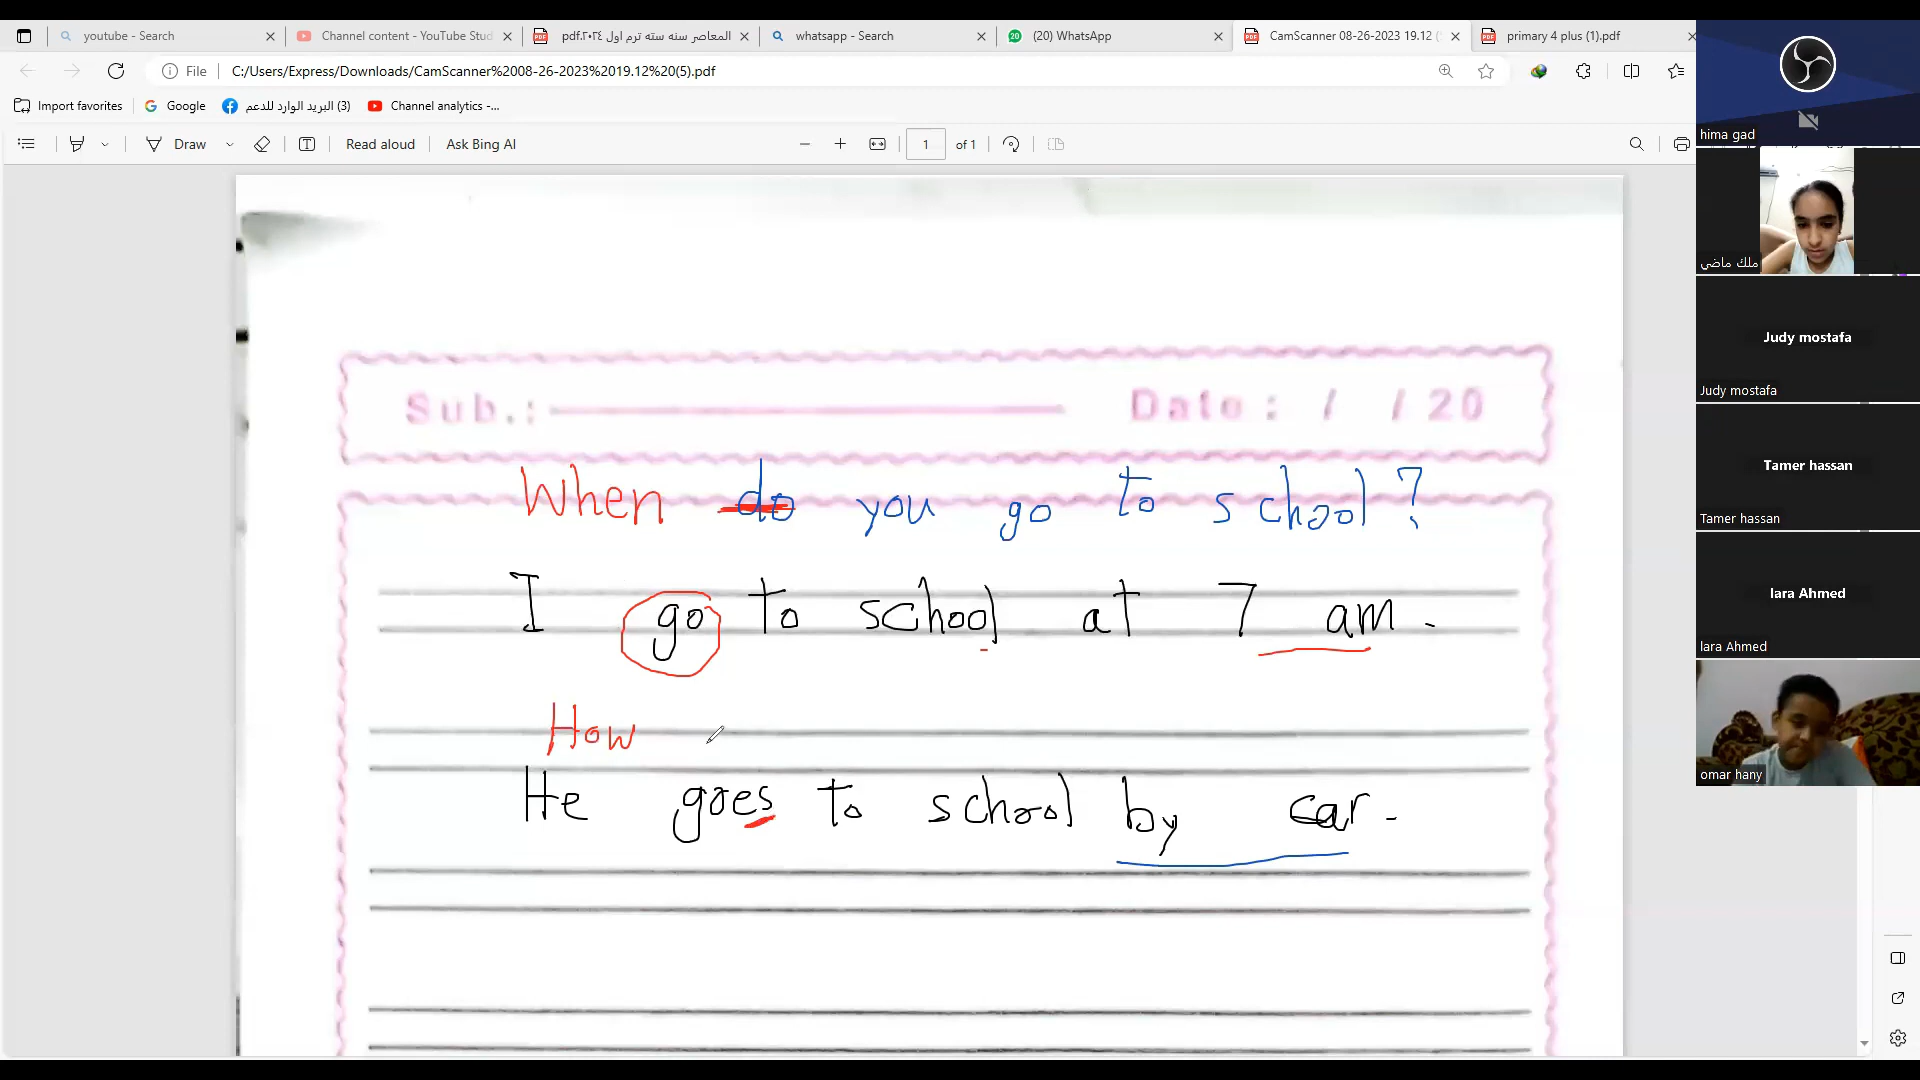 youtube - Search
Channel content - YouTube Stud
المعاصر سنه سته ترم اول ٢٠٢٤.pdf
whatsapp - Search
(20) WhatsApp
CamScanner 08-26-2023 19.12 (
primary 4 plus (1).pdf
File
C:/Users/Express/Downloads/CamScanner%2008-26-2023%2019.12%20(5).pdf
Import favorites
Google
(3) البريد الوارد للدعم
Channel analytics -...
Draw
Read aloud
Ask Bing AI
1 of 1
Sub.:
Date: / / 20
When do you go to school?
I go to school at 7 am.
How
He goes to school by car.
hima gad
ملك ماضي
Judy mostafa
Judy mostafa
Tamer hassan
Tamer hassan
lara Ahmed
lara Ahmed
omar hany